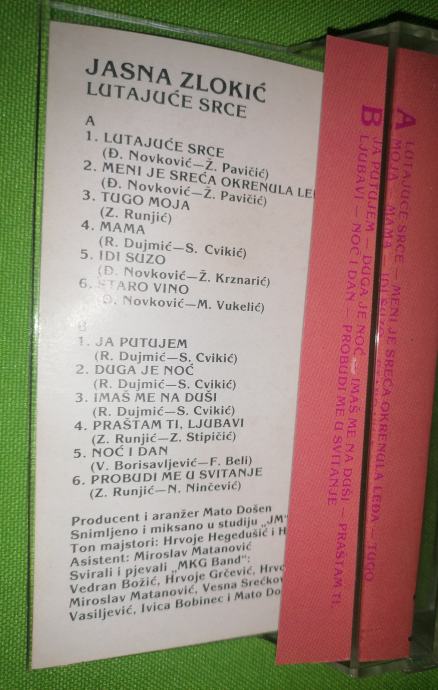 JASNA ZLOKIĆ
LUTAJUĆE SRCE
A
1. LUTAJUĆE SRCE
(Đ. Novković—Ž. Pavičić)
2. MENI JE SREĆA OKRENULA
(Đ. Novković—Ž. Pavičić)
3. TUGO MOJA
(Z. Runjić)
4. MAMA
(R. Dujmić—S. Cvikić)
5. IDI SUZO
(Đ. Novković—Ž. Krznarić)
6. STARO VINO
(Đ. Novković—M. Vukelić)
B
1. JA PUTUJEM
(R. Dujmić—S. Cvikić)
2. DUGA JE NOĆ
(R. Dujmić—S. Cvikić)
3. IMAŠ ME NA DUŠI
(R. Dujmić—S. Cvikić)
4. PRAŠTAM TI, LJUBAVI
(Z. Runjić—Z. Stipičić)
5. NOĆ I DAN
(V. Borisavljević—F. Beli)
6. PROBUDI ME U SVITANJE
(Z. Runjić—N. Ninčević)
Producent i aranžer Mato Došen
Snimljeno i miksano u studiju „JM"
Ton majstori: Hrvoje Hegedušić i
Asistent: Miroslav Matanović
Svirali i pjevali „MKG Band":
Vedran Božić, Hrvoje Grčević,
Miroslav Matanović, Vesna
Vasiljević, Ivica Bobinec i Mato
A LUTAJUĆE SRCE — MENI JE SREĆA OKRENULA LEĐA — TUGO
MOJA — MAMA — IDI SUZO —
B JA PUTUJEM — DUGA JE NOĆ — IMAŠ ME NA DUŠI — PRAŠTAM TI,
LJUBAVI — NOĆ I DAN — PROBUDI ME U SVITANJE